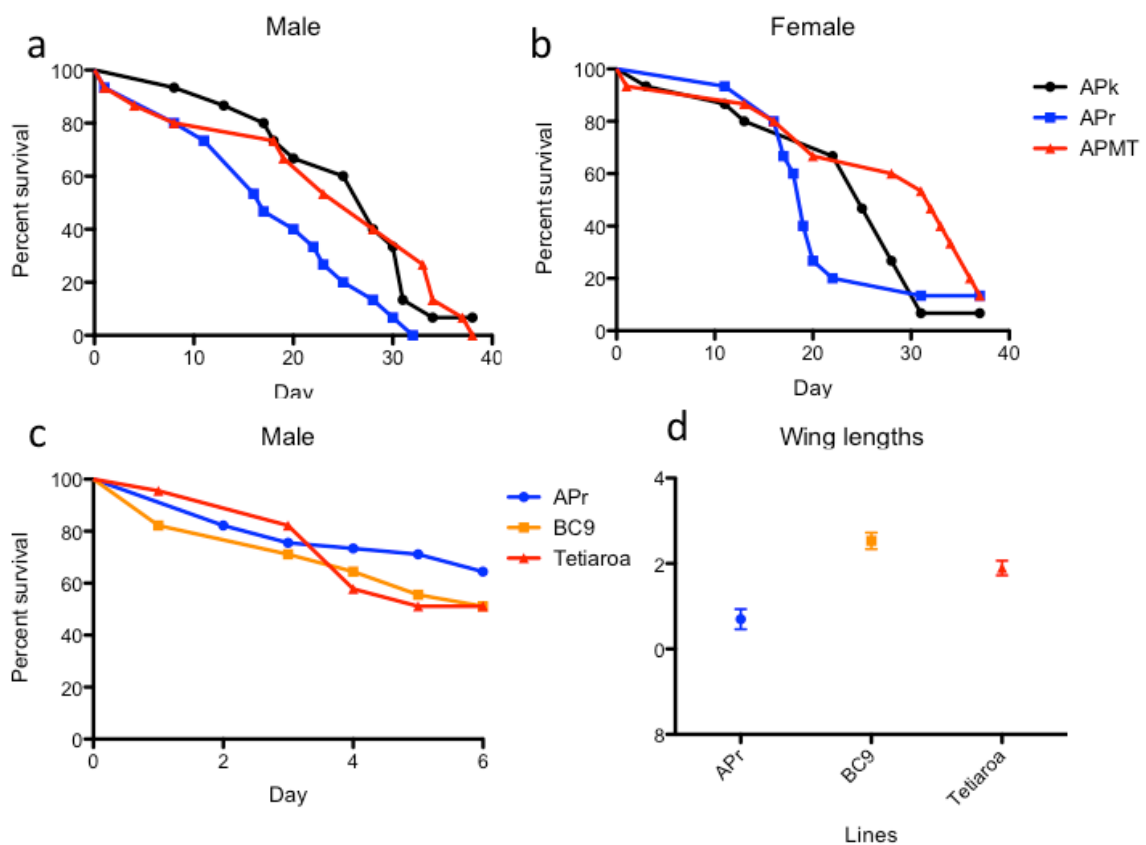 a
Male
100
80
60
40
20
0
Percent survival
0 10 20 30 40
Day
b
Female
100
80
60
40
20
0
Percent survival
0 10 20 30 40
Day
APk
APr
APMT
c
Male
100
80
60
40
20
0
Percent survival
0 2 4 6
Day
APr
BC9
Tetiaroa
d
Wing lengths
4
2
0
8
APr
BC9
Tetiaroa
Lines